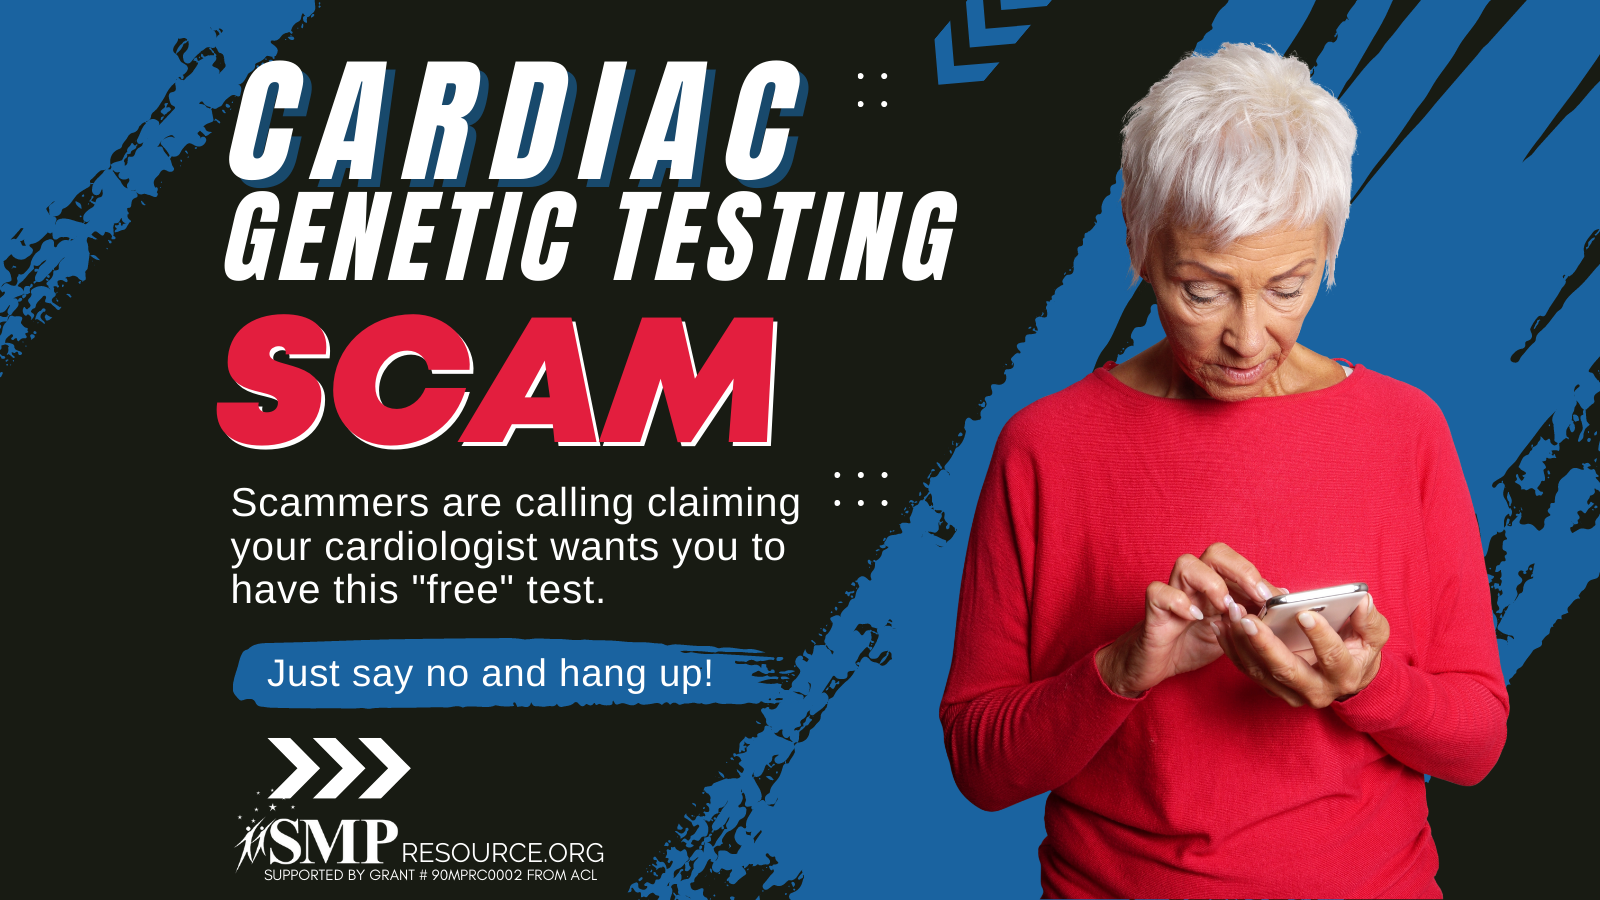 CARDIAC
GENETIC TESTING
SCAM
Scammers are calling claiming
your cardiologist wants you to
have this "free" test.
Just say no and hang up!
SMP RESOURCE.ORG
SUPPORTED BY GRANT # 90MPRC0002 FROM ACL